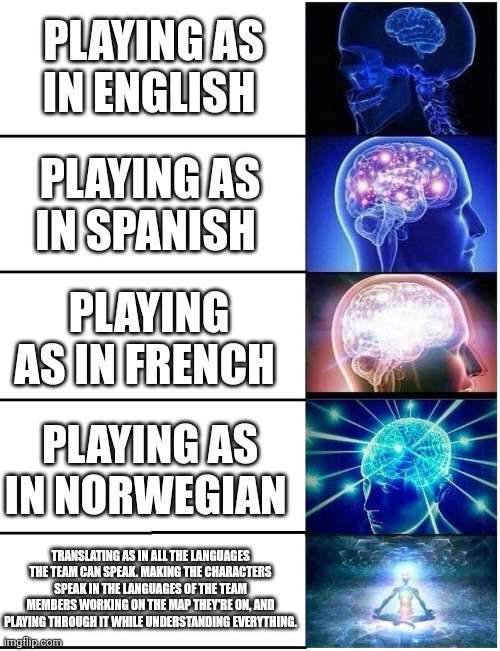 PLAYING AS
IN ENGLISH
PLAYING AS
IN SPANISH
PLAYING
AS IN FRENCH
PLAYING AS
IN NORWEGIAN
TRANSLATING AS IN ALL THE LANGUAGES
THE TEAM CAN SPEAK. MAKING THE CHARACTERS
SPEAK IN THE LANGUAGES OF THE TEAM
MEMBERS WORKING ON THE MAP THEY'RE ON, AND
PLAYING THROUGH IT WHILE UNDERSTANDING EVERYTHING.
imgflip.com